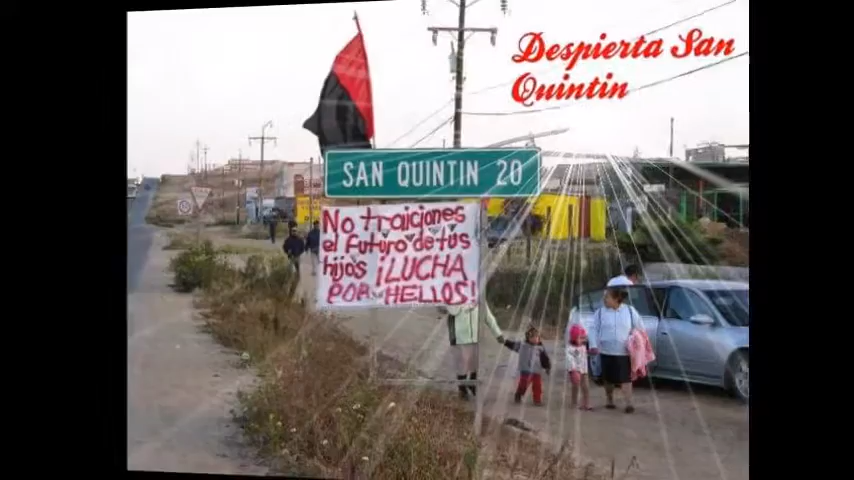 Despierta San
Quintin
SAN QUINTIN 20
No traiciones
el futuro de tus
hijos ¡LUCHA
POR HELLOS!